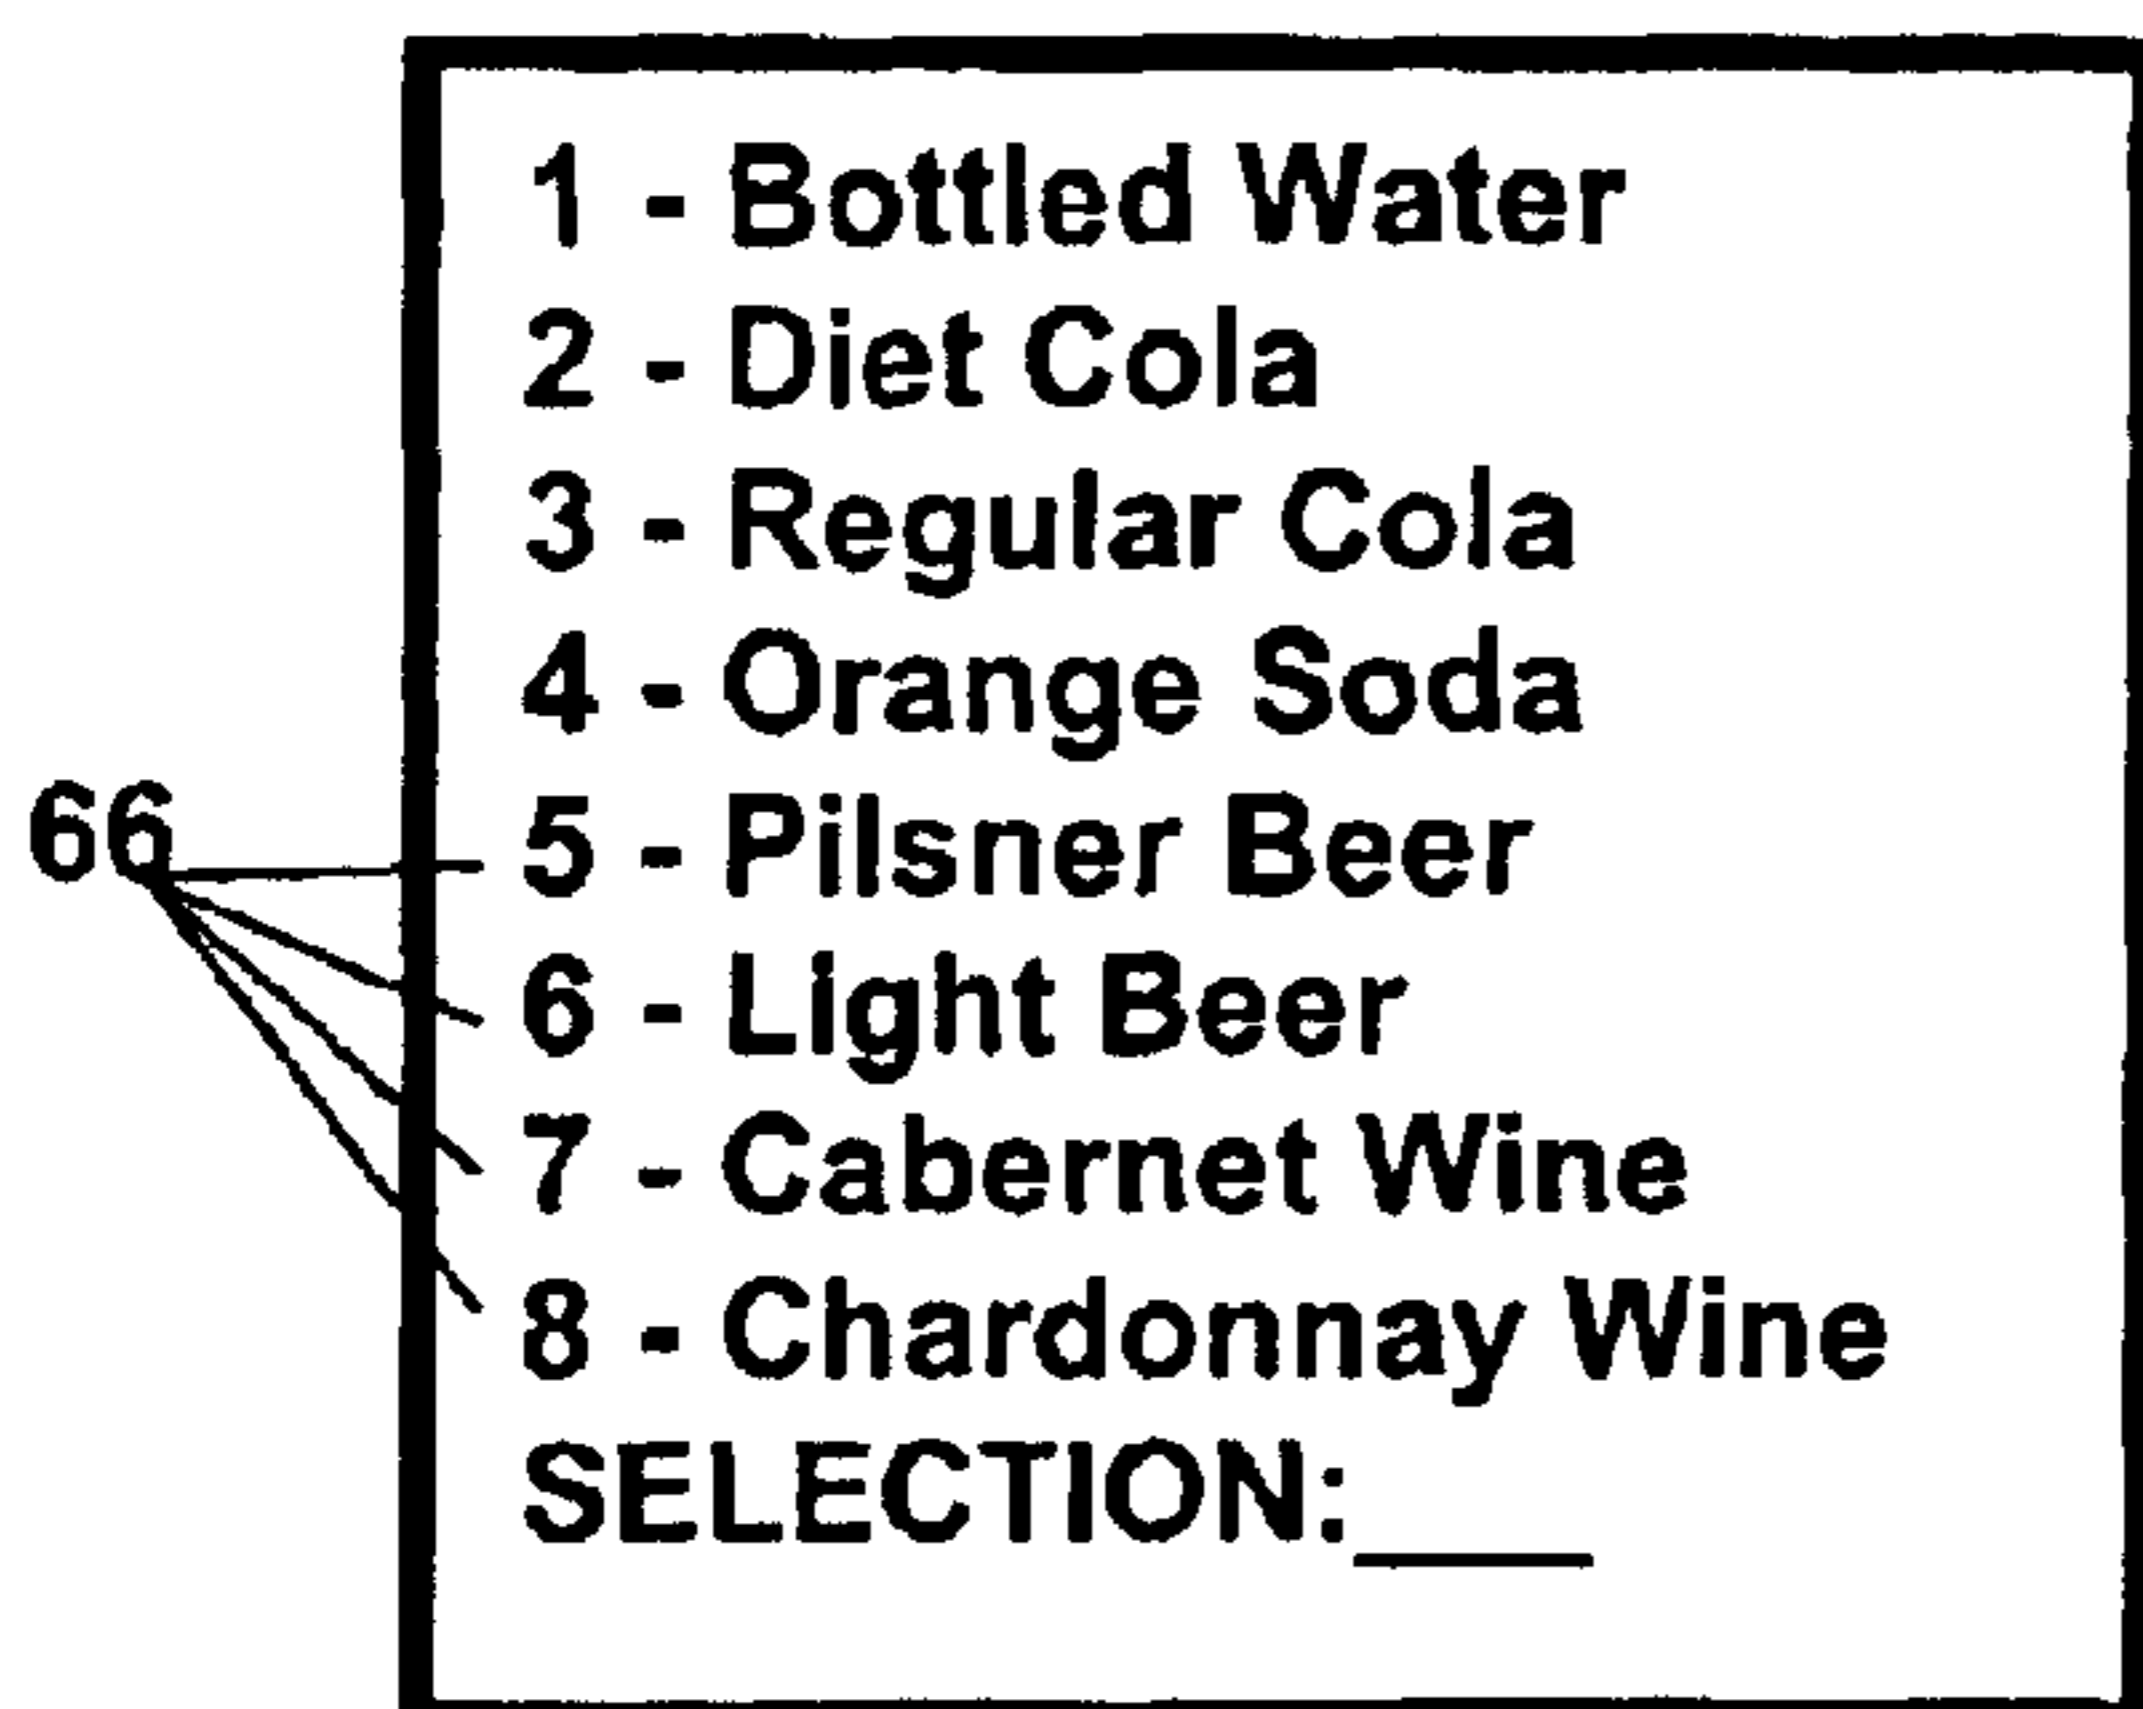 1 - Bottled Water
2 - Diet Cola
3 - Regular Cola
4 - Orange Soda
66
5 - Pilsner Beer
6 - Light Beer
7 - Cabernet Wine
8 - Chardonnay Wine
SELECTION:____